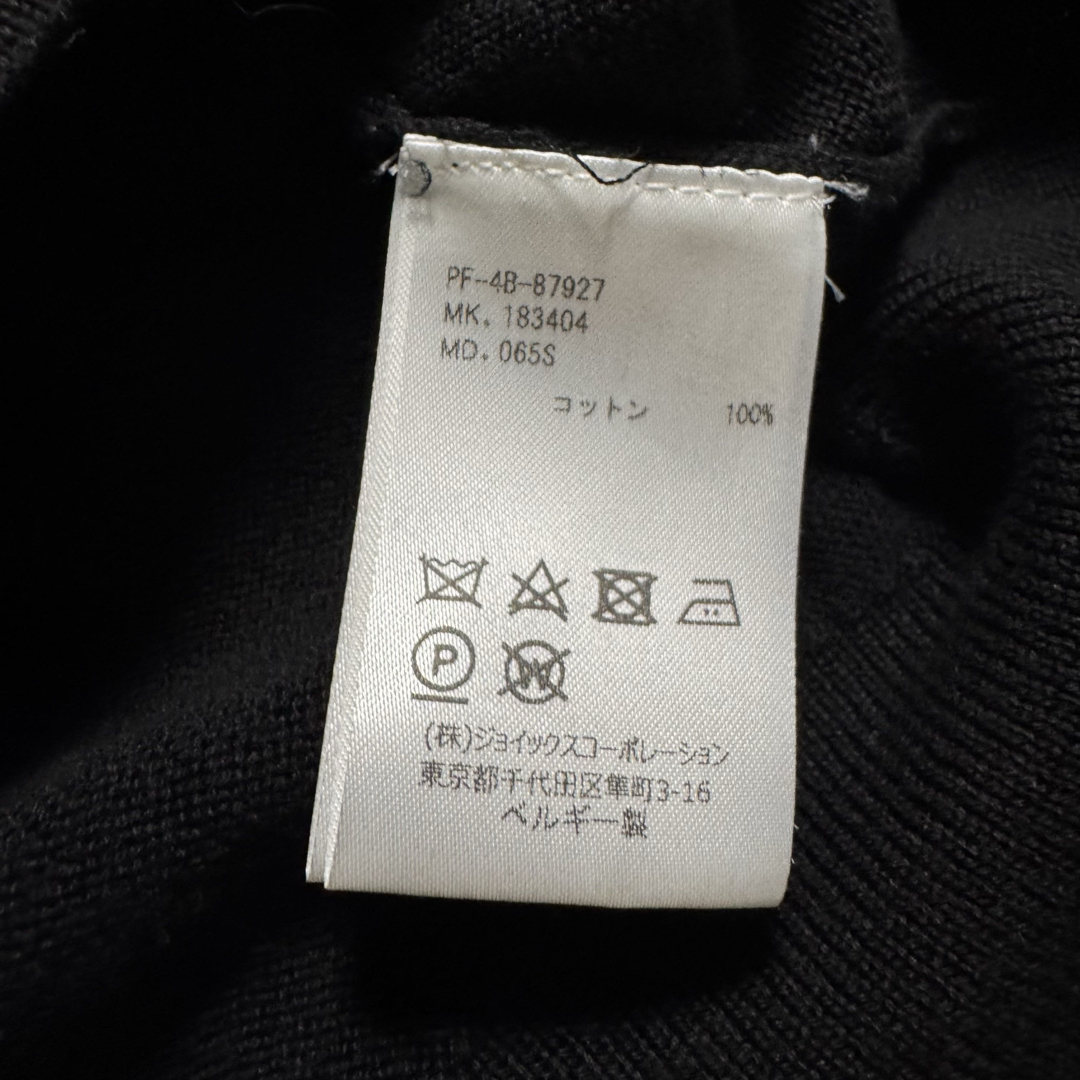 PF-4B-87927
MK. 183404
MD. 065S
コットン 100%
P
W
(株)ジョイックスコーポレーション
東京都千代田区隼町3-16
ベルギー製